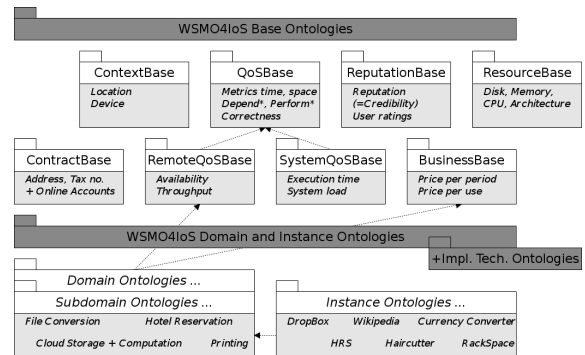 WSMO4IoS Base Ontologies
ContextBase
Location
Device
QoSBase
Metrics time, space
Depend*, Perform*
Correctness
ReputationBase
Reputation
(=Credibility)
User ratings
ResourceBase
Disk, Memory,
CPU, Architecture
ContractBase
Address, Tax no.
+ Online Accounts
RemoteQoSBase
Availability
Throughput
SystemQoSBase
Execution time
System load
BusinessBase
Price per period
Price per use
WSMO4IoS Domain and Instance Ontologies
+Impl. Tech. Ontologies
Domain Ontologies ...
Subdomain Ontologies ...
File Conversion Hotel Reservation
Cloud Storage + Computation Printing
Instance Ontologies ...
DropBox Wikipedia Currency Converter
HRS Haircutter RackSpace